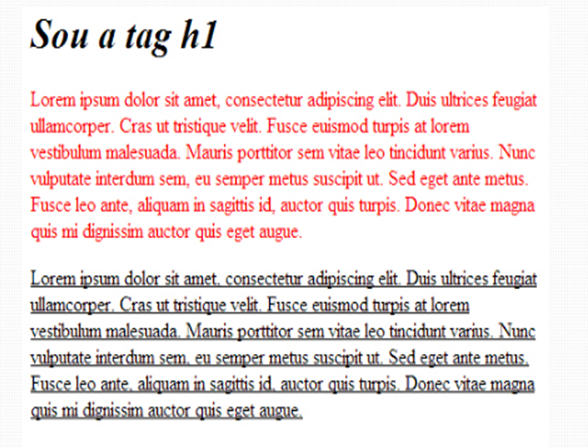 Sou a tag h1
Lorem ipsum dolor sit amet, consectetur adipiscing elit. Duis ultrices feugiat
ullamcorper. Cras ut tristique velit. Fusce euismod turpis at lorem
vestibulum malesuada. Mauris porttitor sem vitae leo tincidunt varius. Nunc
vulputate interdum sem, eu semper metus suscipit ut. Sed eget ante metus.
Fusce leo ante, aliquam in sagittis id, auctor quis turpis. Donec vitae magna
quis mi dignissim auctor quis eget augue.
Lorem ipsum dolor sit amet, consectetur adipiscing elit. Duis ultrices feugiat
ullamcorper. Cras ut tristique velit. Fusce euismod turpis at lorem
vestibulum malesuada. Mauris porttitor sem vitae leo tincidunt varius. Nunc
vulputate interdum sem, eu semper metus suscipit ut. Sed eget ante metus.
Fusce leo ante, aliquam in sagittis id, auctor quis turpis. Donec vitae magna
quis mi dignissim auctor quis eget augue.